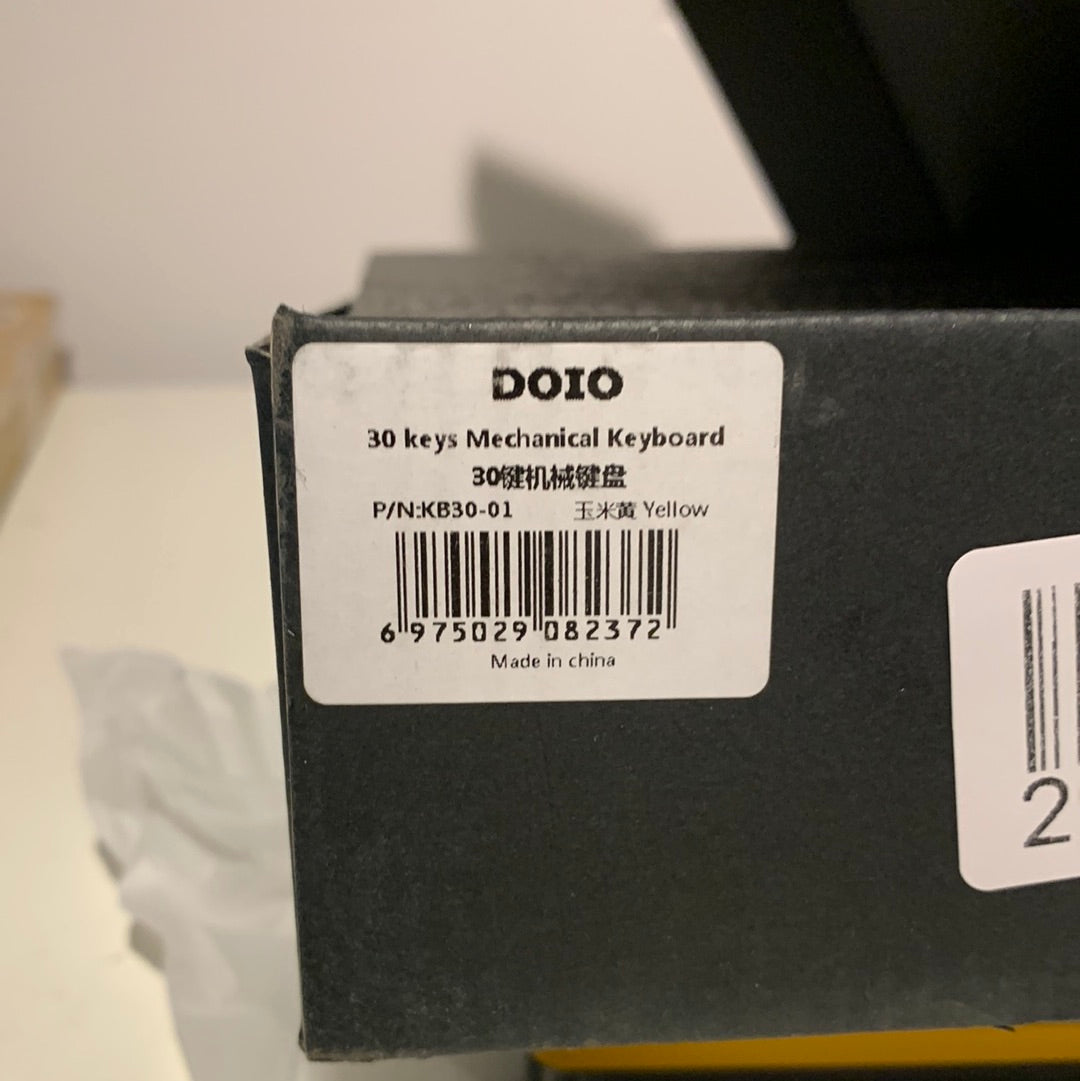 DOIO
30 keys Mechanical Keyboard
30键机械键盘
P/N:KB30-01 玉米黄 Yellow
6 975029 082372
Made in china
2